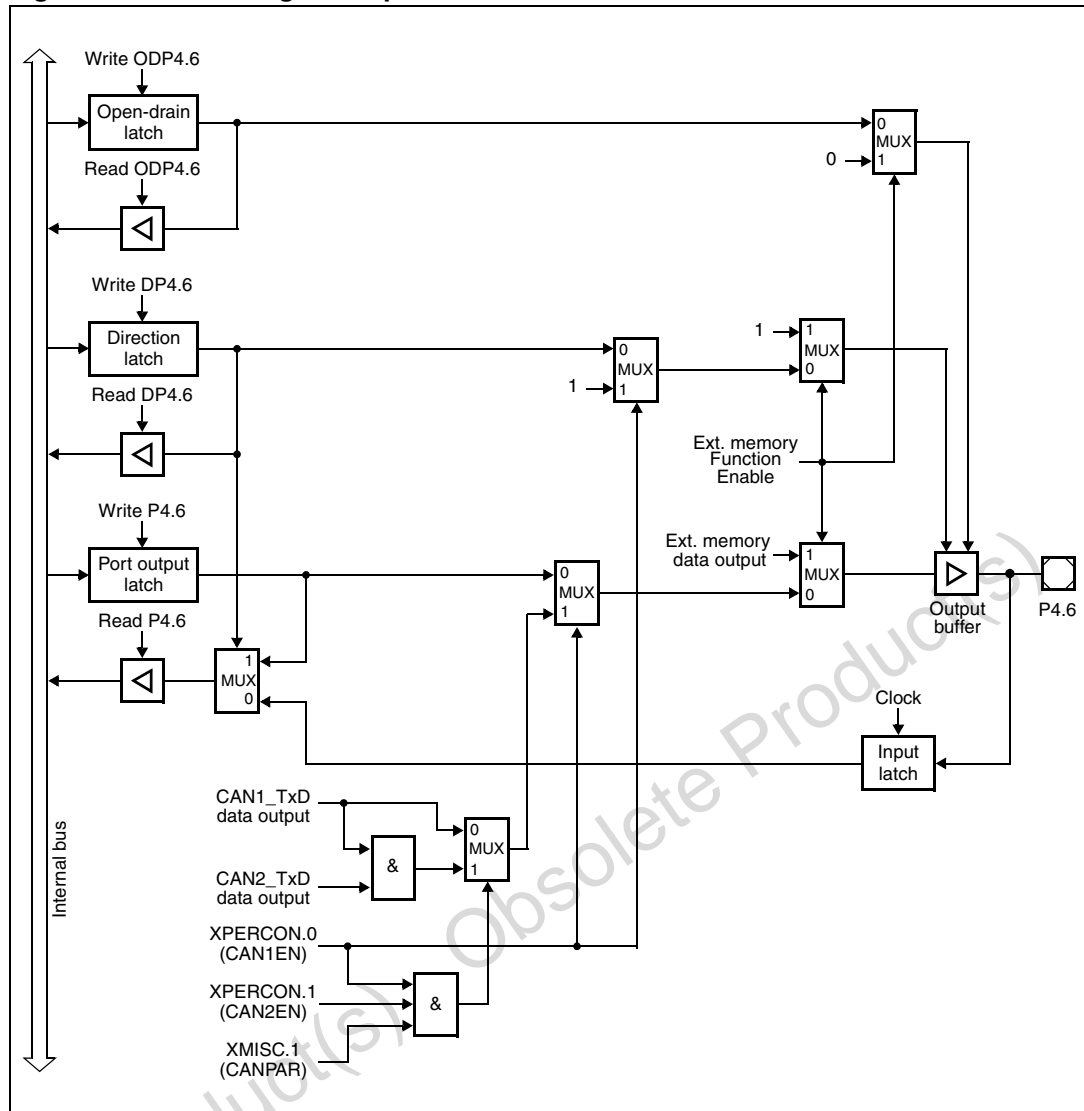 Write ODP4.6
Open-drain
latch
0
MUX
0
1
Read ODP4.6
Write DP4.6
Direction
latch
0
MUX
1
1
1
1
MUX
0
Read DP4.6
Ext. memory
Function
Enable
Write P4.6
Port output
latch
0
MUX
1
Ext. memory
data output
1
MUX
0
Output
buffer
P4.6
Read P4.6
1
MUX
0
Clock
Input
latch
CAN1_TxD
data output
0
MUX
1
&
CAN2_TxD
data output
XPERCON.0
(CAN1EN)
XPERCON.1
(CAN2EN)
&
XMISC.1
(CANPAR)
Internal bus
Obsolete Product(s)